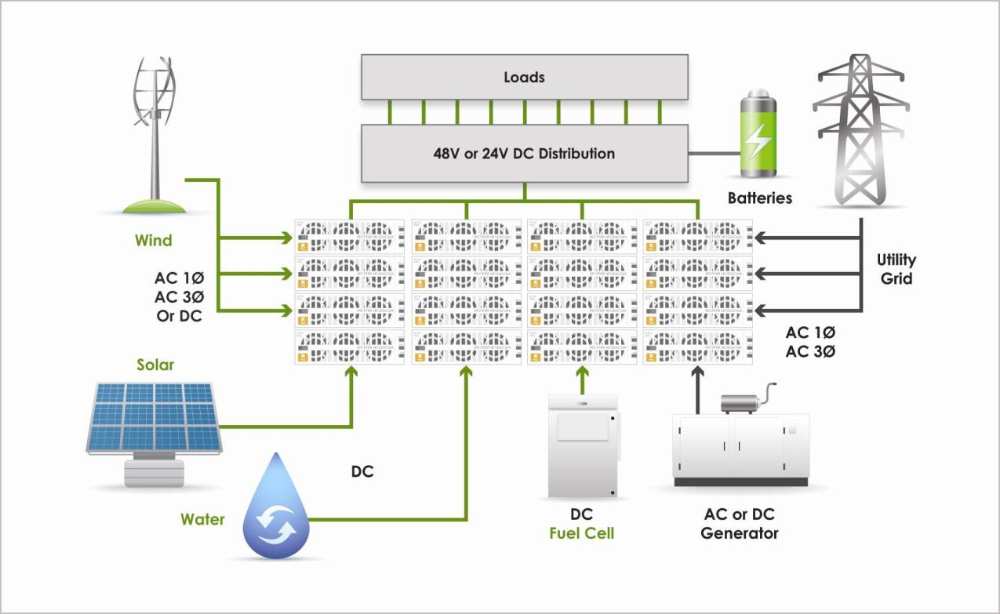 Loads
48V or 24V DC Distribution
Batteries
Wind
AC 1Ø
AC 3Ø
Or DC
Utility
Grid
AC 1Ø
AC 3Ø
Solar
DC
Water
DC
Fuel Cell
AC or DC
Generator